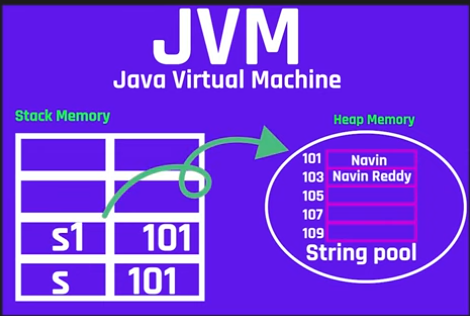 JVM
Java Virtual Machine
Stack Memory
s1 101
s 101
Heap Memory
101 Navin
103 Navin Reddy
105
107
109
String pool